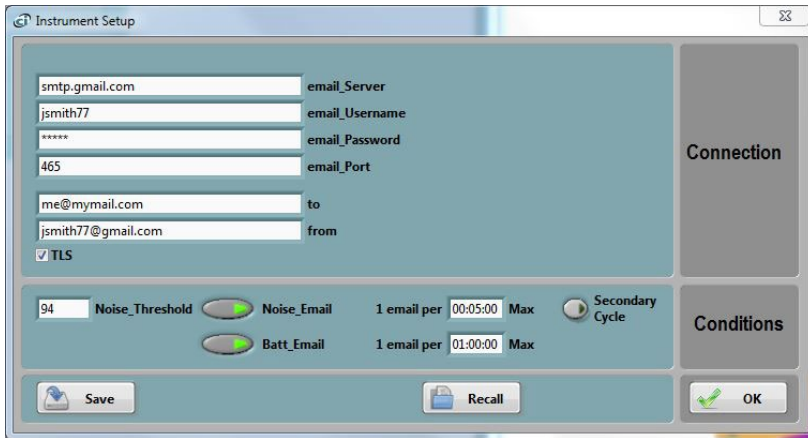 ci Instrument Setup
smtp.gmail.com email_Server
jsmith77 email_Username
***** email_Password
465 email_Port
Connection
me@mymail.com to
jsmith77@gmail.com from
TLS
94 Noise_Threshold Noise_Email 1 email per 00:05:00 Max Secondary Cycle
Batt_Email 1 email per 01:00:00 Max
Conditions
Save Recall OK